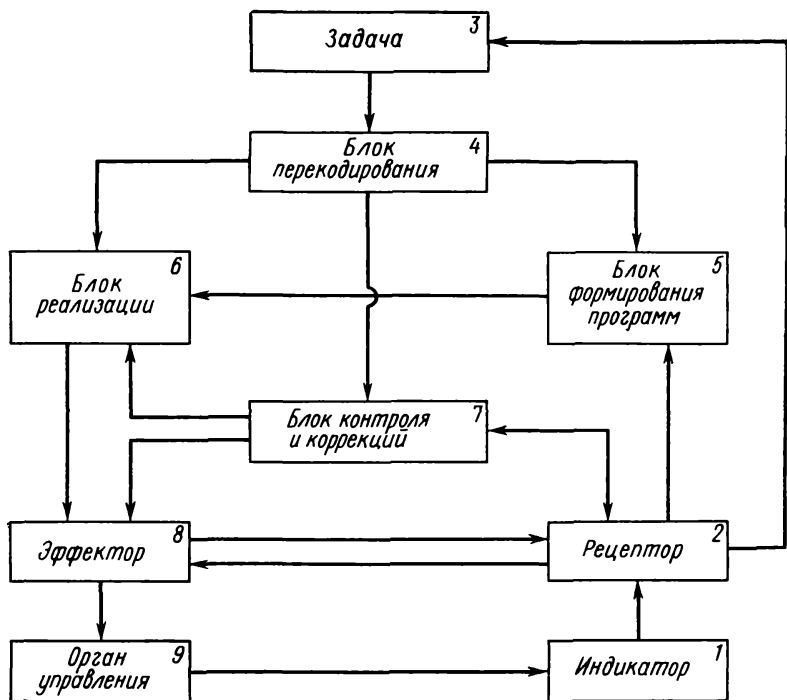 Задача 3
Блок 4
перекодирования
Блок 6
реализации
Блок 5
формирования
программ
Блок контроля 7
и коррекций
Эффектор 8
Рецептор 2
Орган 9
управления
Индикатор 1